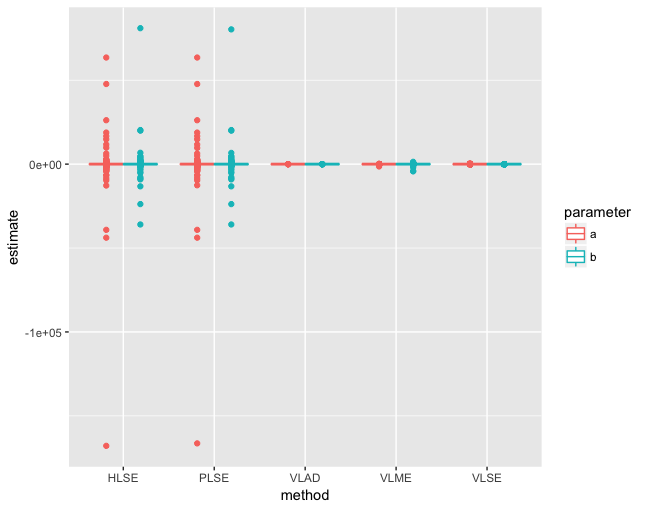 estimate
0e+00
-1e+05
HLSE PLSE VLAD VLME VLSE
method
parameter
a
b